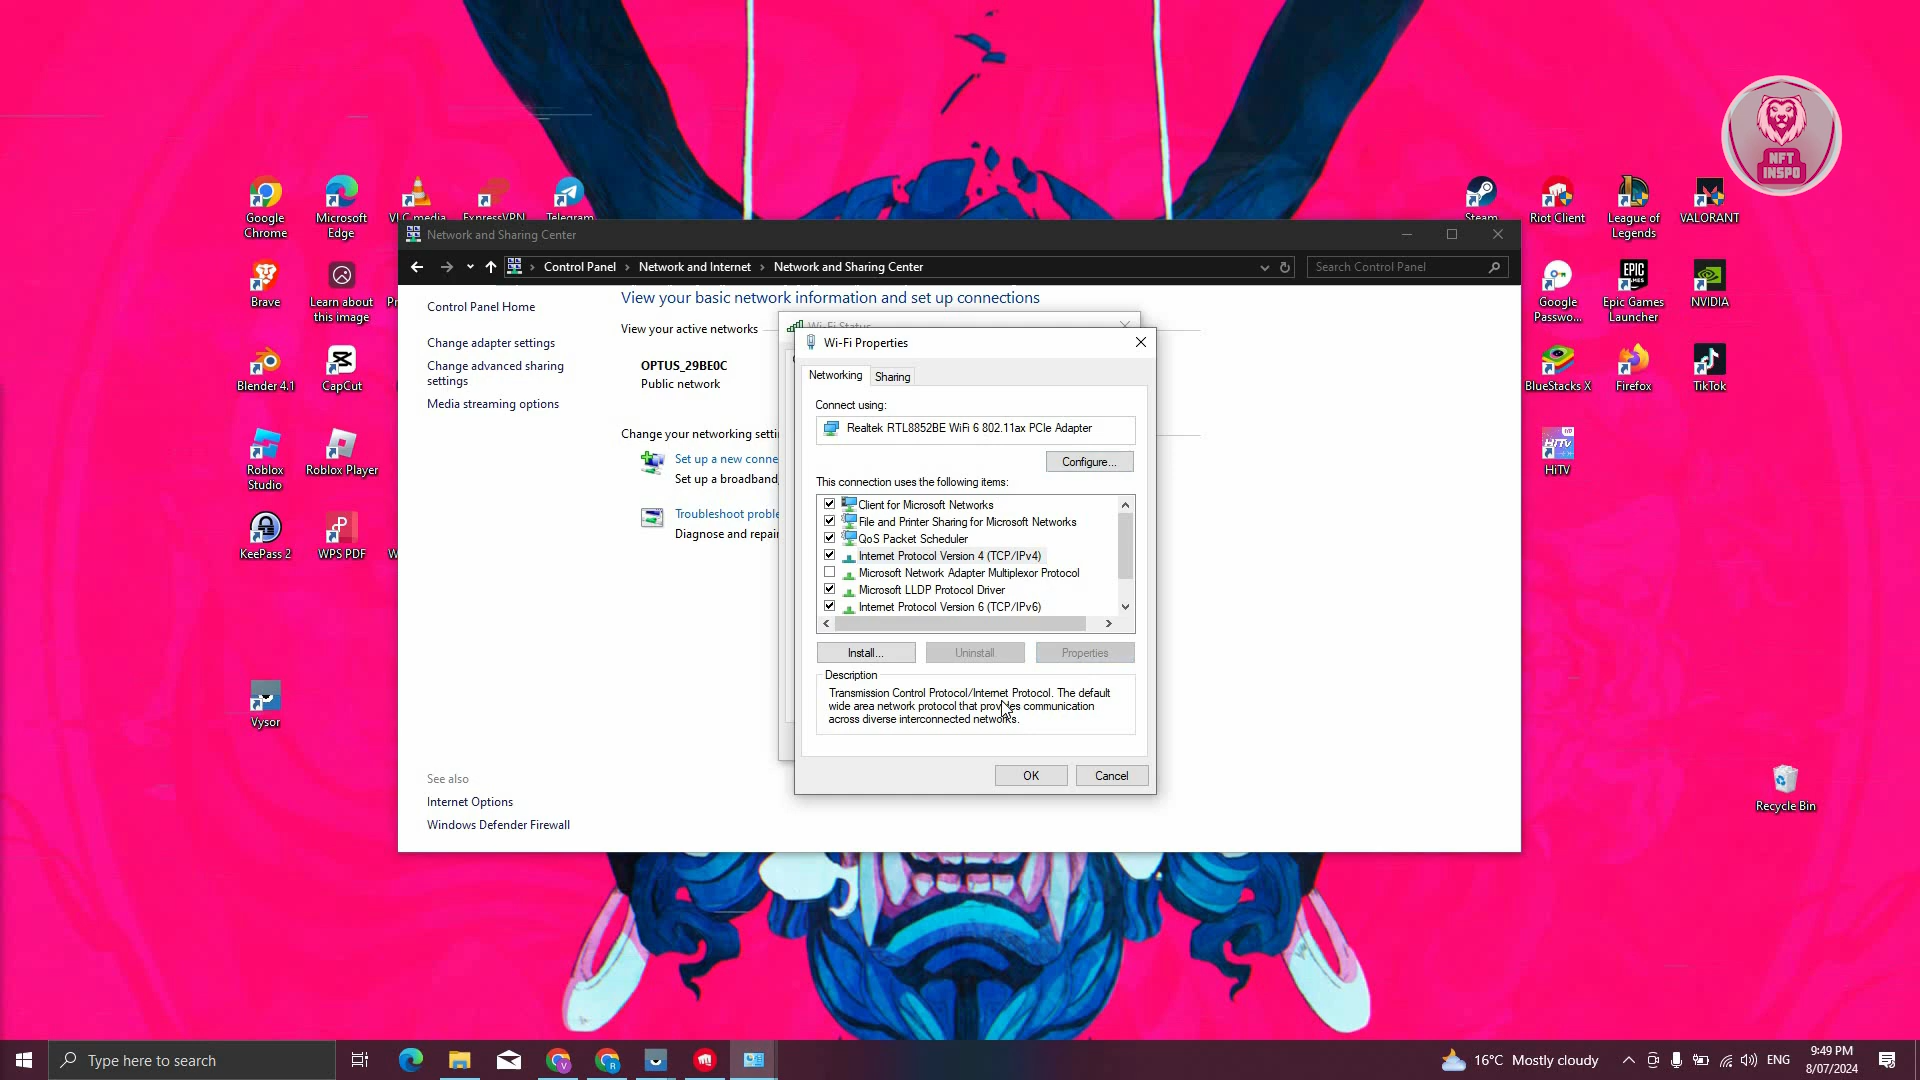 NFT
INSPO
Google
Chrome
Microsoft
Edge
VLC media
ExpressVPN
Telegram
Steam
Riot Client
League of
Legends
VALORANT
Network and Sharing Center
Control Panel
Network and Internet
Network and Sharing Center
Search Control Panel
Brave
Learn about
this image
Google
Passwo...
Epic Games
Launcher
NVIDIA
Control Panel Home
View your basic network information and set up connections
Change adapter settings
View your active networks
Wi-Fi Status
Wi-Fi Properties
Change advanced sharing
settings
OPTUS_29BE0C
Public network
Networking
Sharing
Media streaming options
Connect using:
Realtek RTL8852BE WiFi 6 802.11ax PCIe Adapter
Blender 4.1
CapCut
BlueStacks X
Firefox
TikTok
Change your networking setti
Configure...
Set up a new conne
Set up a broadband,
This connection uses the following items:
Roblox
Studio
Roblox Player
HiTV
HiTV
Client for Microsoft Networks
File and Printer Sharing for Microsoft Networks
QoS Packet Scheduler
Internet Protocol Version 4 (TCP/IPv4)
Microsoft Network Adapter Multiplexor Protocol
Microsoft LLDP Protocol Driver
Internet Protocol Version 6 (TCP/IPv6)
Troubleshoot proble
Diagnose and repair
KeePass 2
WPS PDF
Install...
Uninstall
Properties
Description
Transmission Control Protocol/Internet Protocol. The default
wide area network protocol that provides communication
across diverse interconnected networks.
Vysor
OK
Cancel
See also
Internet Options
Windows Defender Firewall
Recycle Bin
Type here to search
16°C Mostly cloudy
ENG
9:49 PM
8/07/2024